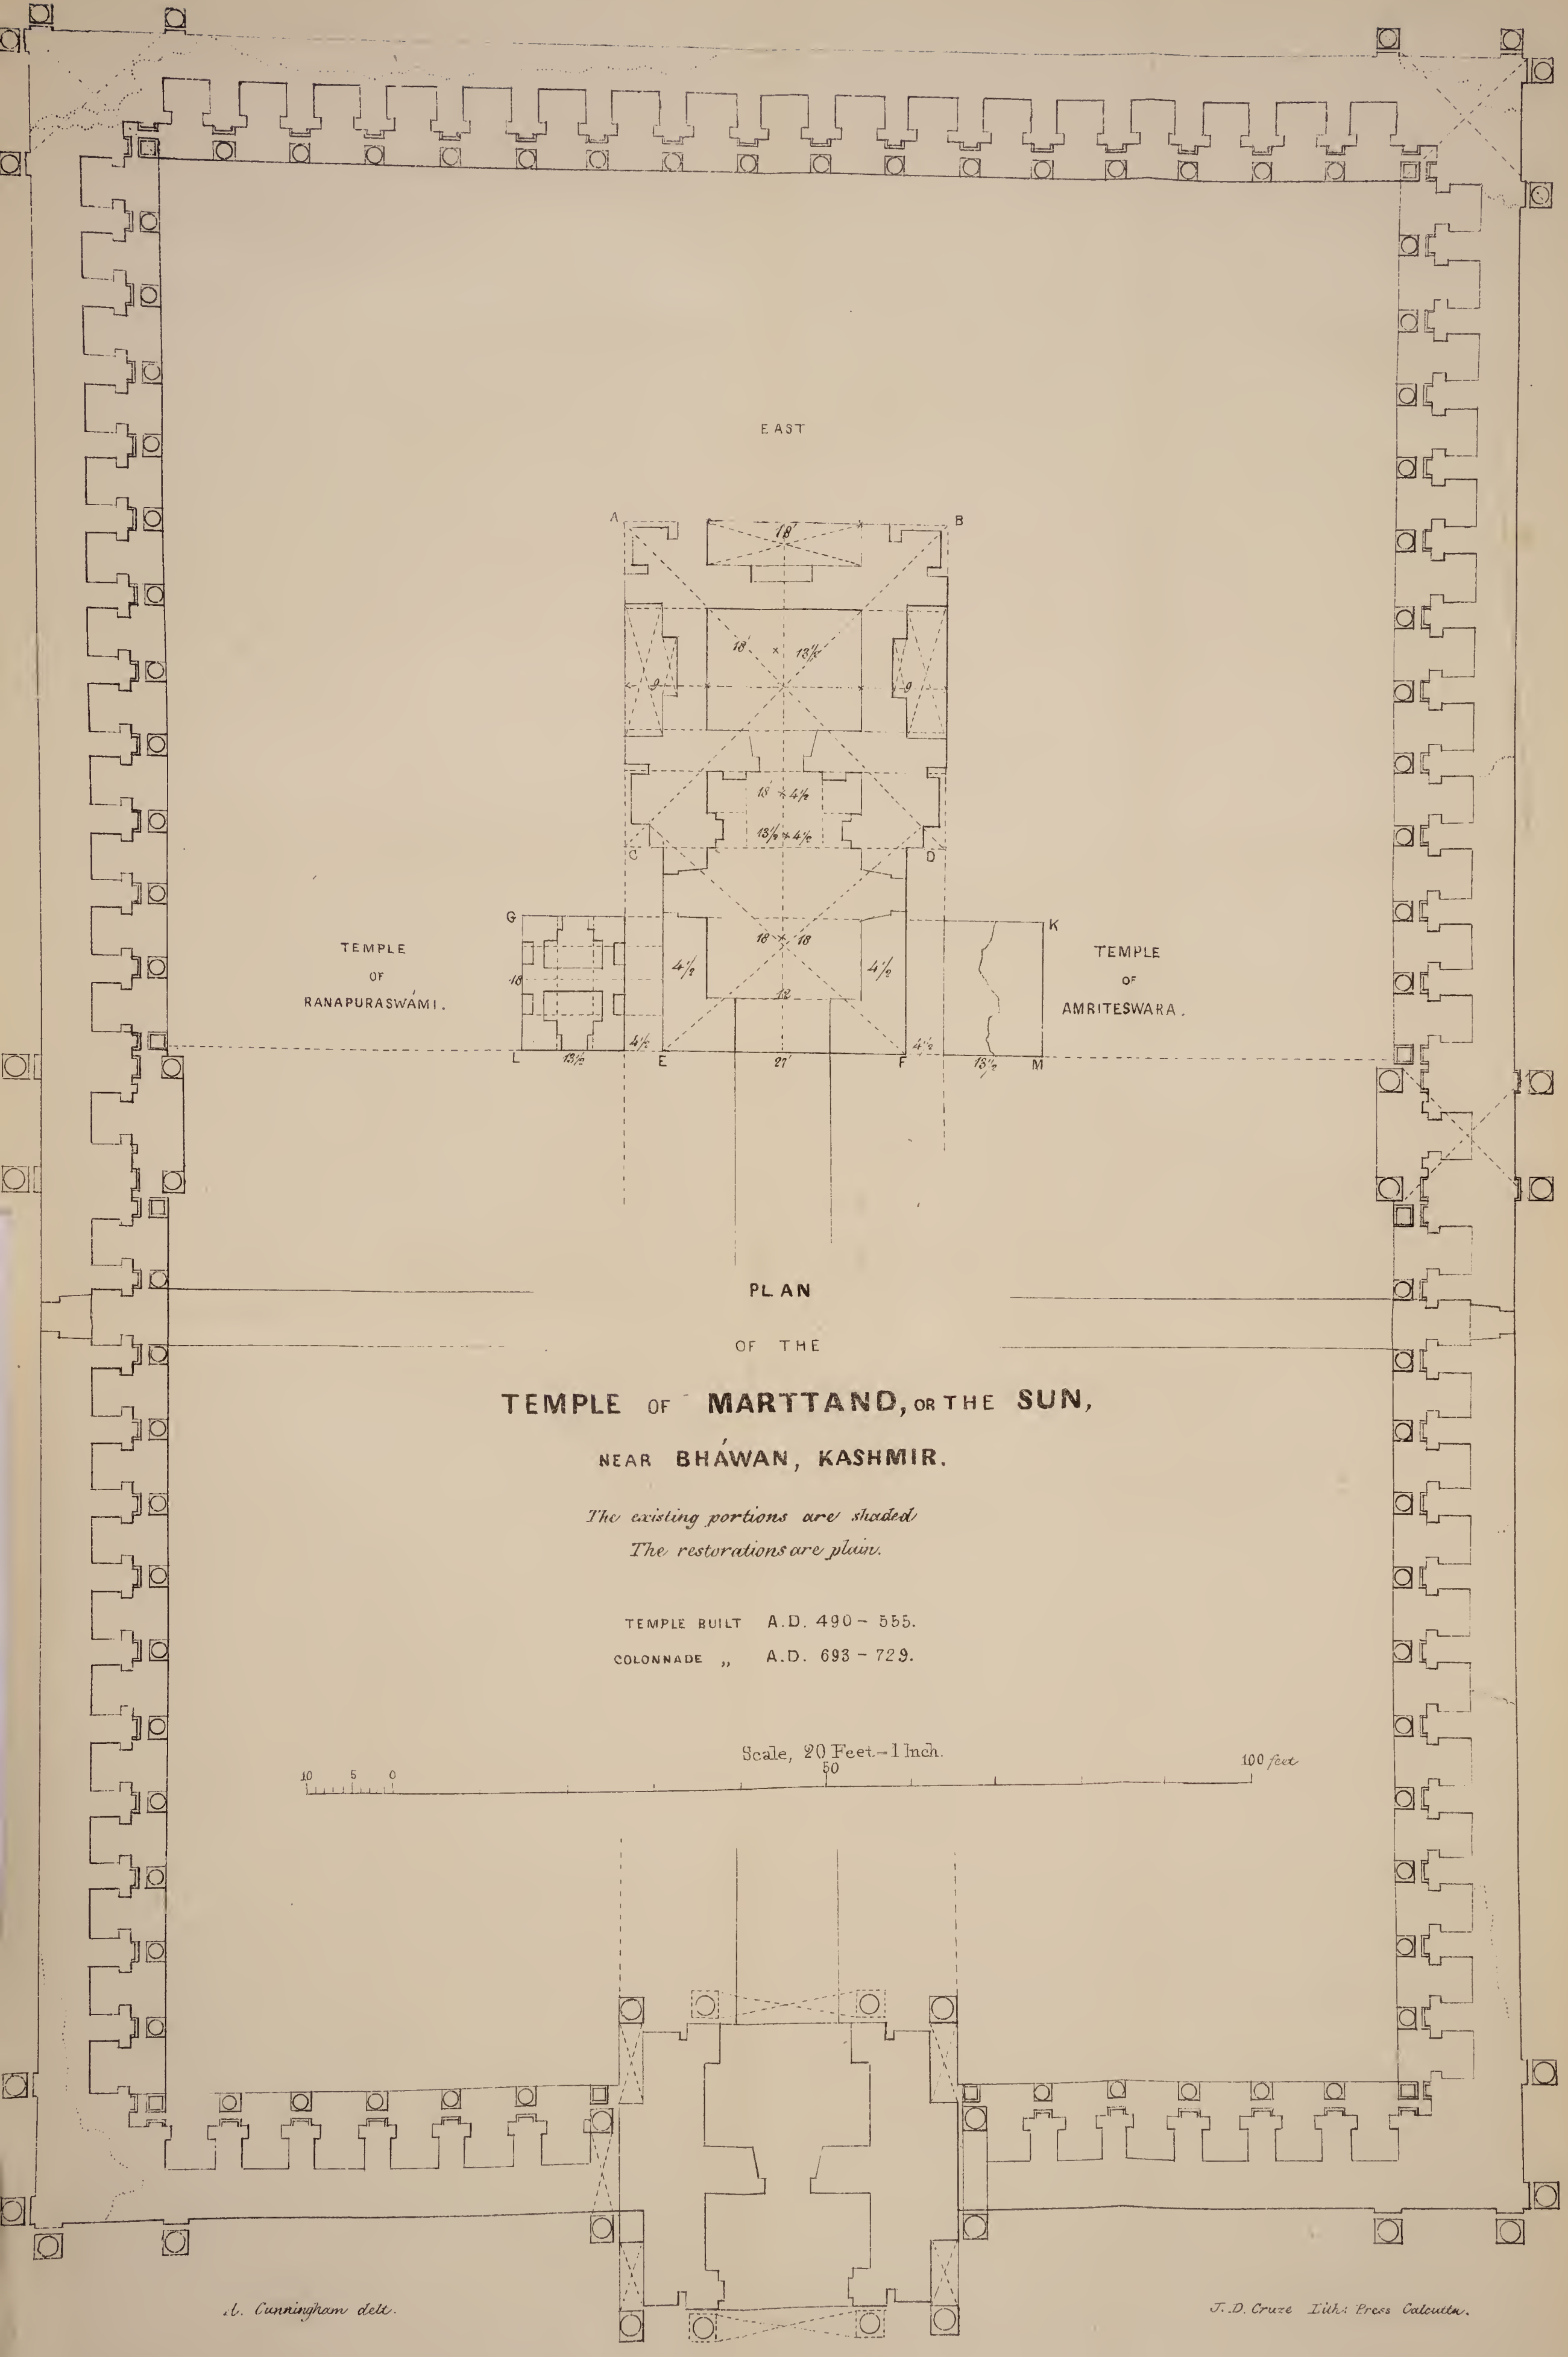 EAST
A
B
18'
18' × 13½
9
9
18 × 4½
13½ × 4½
C
D
G
K
TEMPLE
OF
RANAPURASWÁMI.
TEMPLE
OF
AMRITESWARA.
18 × 18
4½
4½
18
4½
4½
L
13½
E
27'
F
13½
M
PLAN
OF THE
TEMPLE OF MARTTAND, OR THE SUN,
NEAR BHÁWAN, KASHMIR.
The existing portions are shaded
The restorations are plain.
TEMPLE BUILT A.D. 490 – 555.
COLONNADE „ A.D. 693 – 729.
Scale, 20 Feet = 1 Inch.
10 5 0 50 100 feet
A. Cunningham delt.
J. D. Cruze Lith: Press Calcutta.